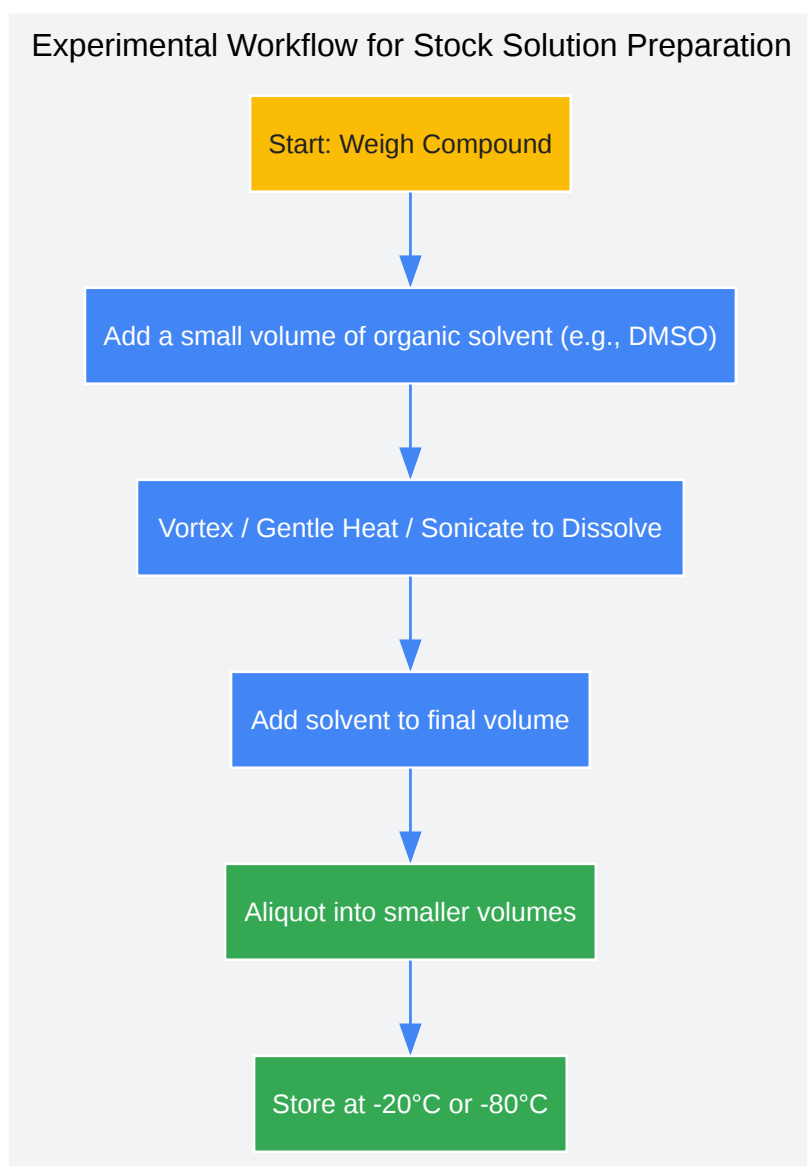 Experimental Workflow for Stock Solution Preparation
Start: Weigh Compound
Add a small volume of organic solvent (e.g., DMSO)
Vortex / Gentle Heat / Sonicate to Dissolve
Add solvent to final volume
Aliquot into smaller volumes
Store at -20°C or -80°C